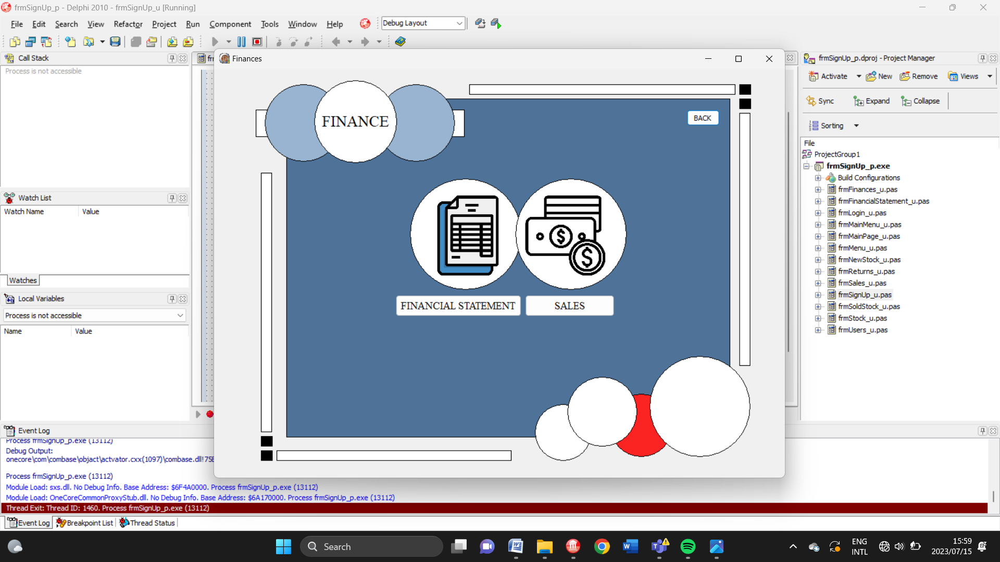 frmSignUp_p - Delphi 2010 - frmSignUp_u [Running]
File Edit Search View Refactor Project Run Component Tools Window Help
Debug Layout
Call Stack
Process is not accessible
Watch List
Watch Name Value
Watches
Local Variables
Process is not accessible
Name Value
Finances
FINANCE
BACK
FINANCIAL STATEMENT
SALES
frmSignUp_p.dproj - Project Manager
Activate New Remove Views
Sync Expand Collapse
Sorting
File
ProjectGroup1
frmSignUp_p.exe
Build Configurations
frmFinances_u.pas
frmFinancialStatement_u.pas
frmLogin_u.pas
frmMainMenu_u.pas
frmMainPage_u.pas
frmMenu_u.pas
frmNewStock_u.pas
frmReturns_u.pas
frmSales_u.pas
frmSignUp_u.pas
frmSoldStock_u.pas
frmStock_u.pas
frmUsers_u.pas
Event Log
Process frmSignUp_p.exe (13112)
Debug Output:
onecore\com\combase\objact\actvator.cxx(1097)\combase.dll!75E
Process frmSignUp_p.exe (13112)
Module Load: sxs.dll. No Debug Info. Base Address: $6F4A0000. Process frmSignUp_p.exe (13112)
Module Load: OneCoreCommonProxyStub.dll. No Debug Info. Base Address: $6A170000. Process frmSignUp_p.exe (13112)
Thread Exit: Thread ID: 1460. Process frmSignUp_p.exe (13112)
Event Log Breakpoint List Thread Status
Search
ENG
INTL
15:59
2023/07/15